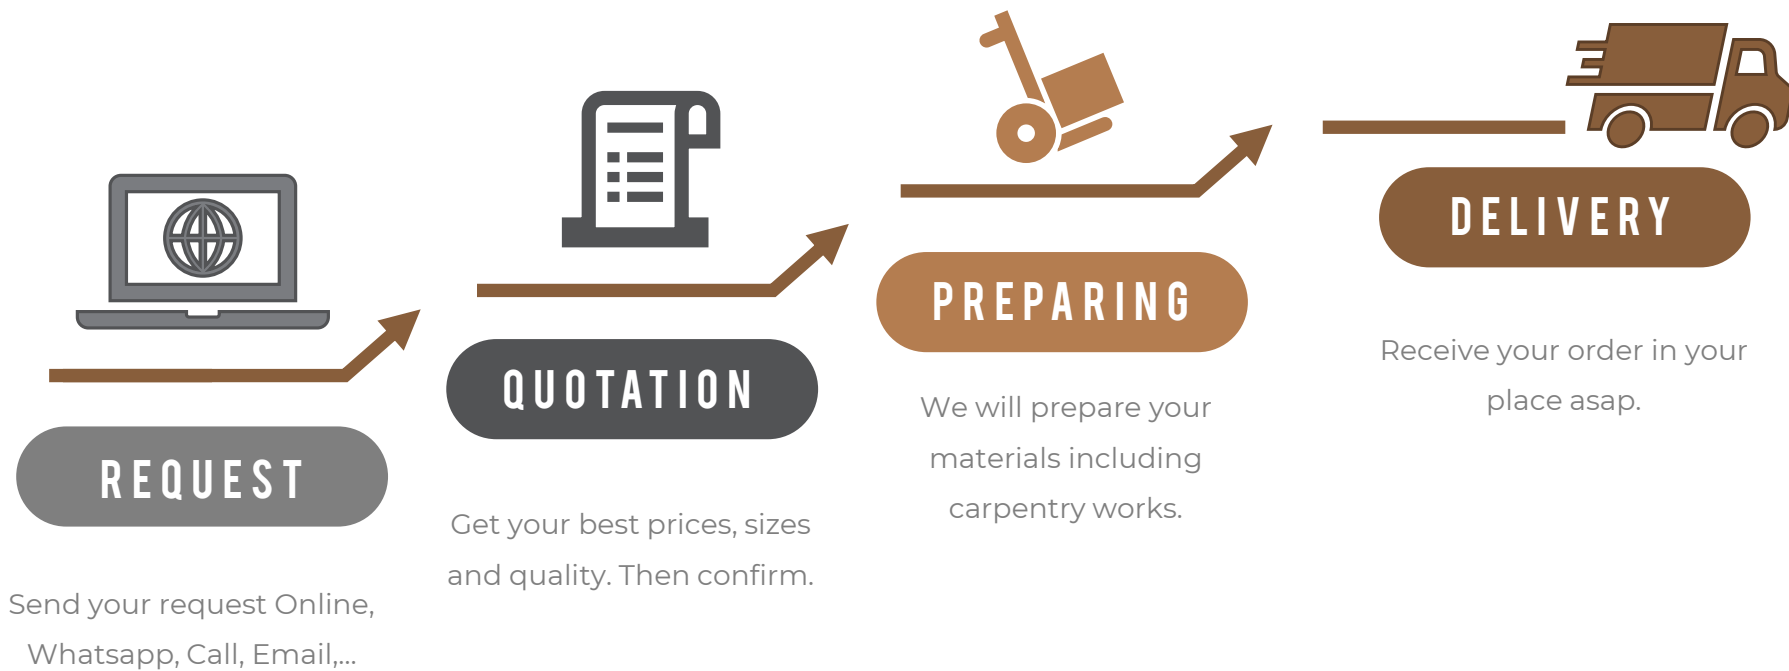 REQUEST
Send your request Online,
Whatsapp, Call, Email,...
QUOTATION
Get your best prices, sizes
and quality. Then confirm.
PREPARING
We will prepare your
materials including
carpentry works.
DELIVERY
Receive your order in your
place asap.